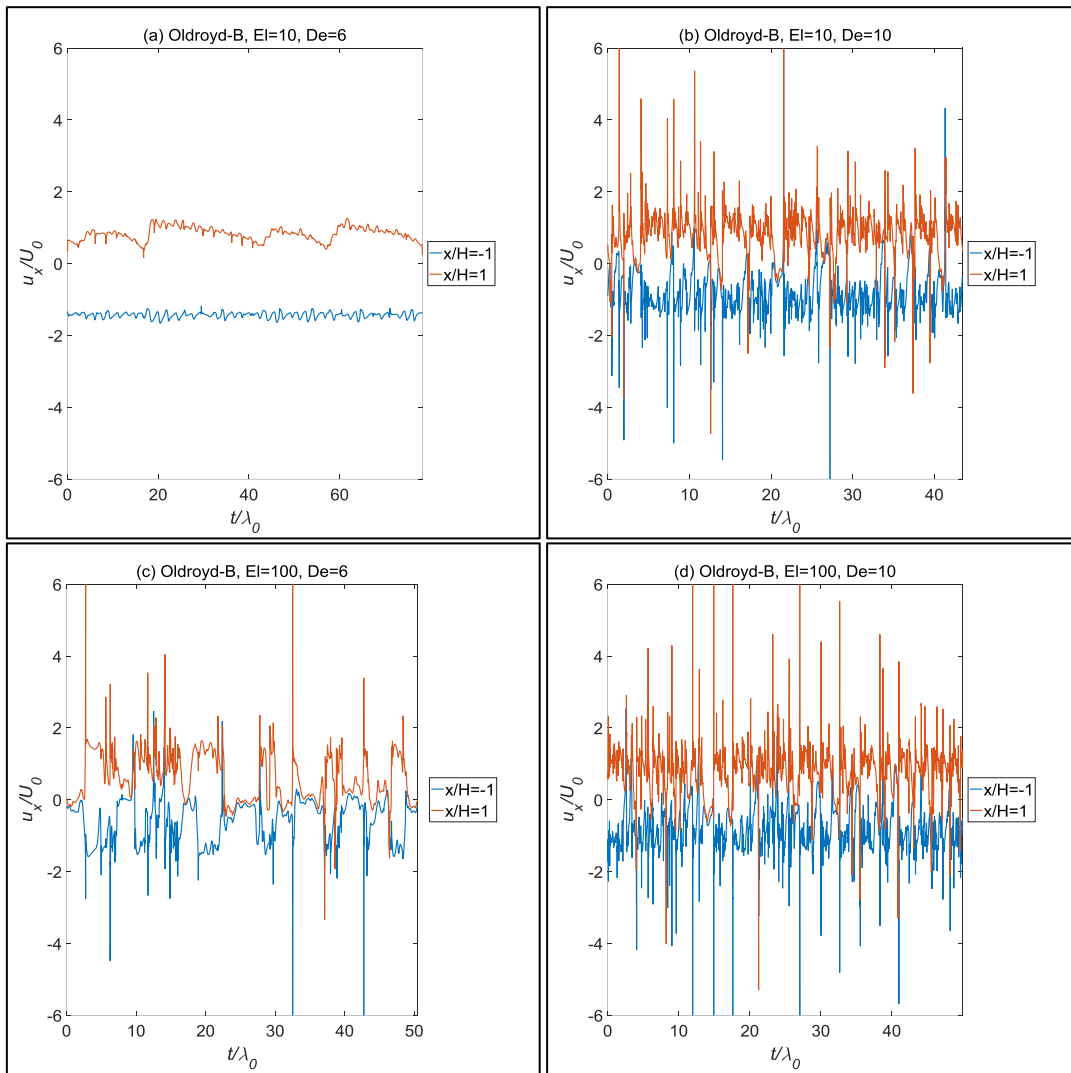 (a) Oldroyd-B, El=10, De=6
6
4
2
0
-2
-4
-6
u_x/U_0
0
20
40
60
t/λ_0
x/H=-1
x/H=1
(b) Oldroyd-B, El=10, De=10
6
4
2
0
-2
-4
-6
u_x/U_0
0
10
20
30
40
t/λ_0
x/H=-1
x/H=1
(c) Oldroyd-B, El=100, De=6
6
4
2
0
-2
-4
-6
u_x/U_0
0
10
20
30
40
50
t/λ_0
x/H=-1
x/H=1
(d) Oldroyd-B, El=100, De=10
6
4
2
0
-2
-4
-6
u_x/U_0
0
10
20
30
40
t/λ_0
x/H=-1
x/H=1